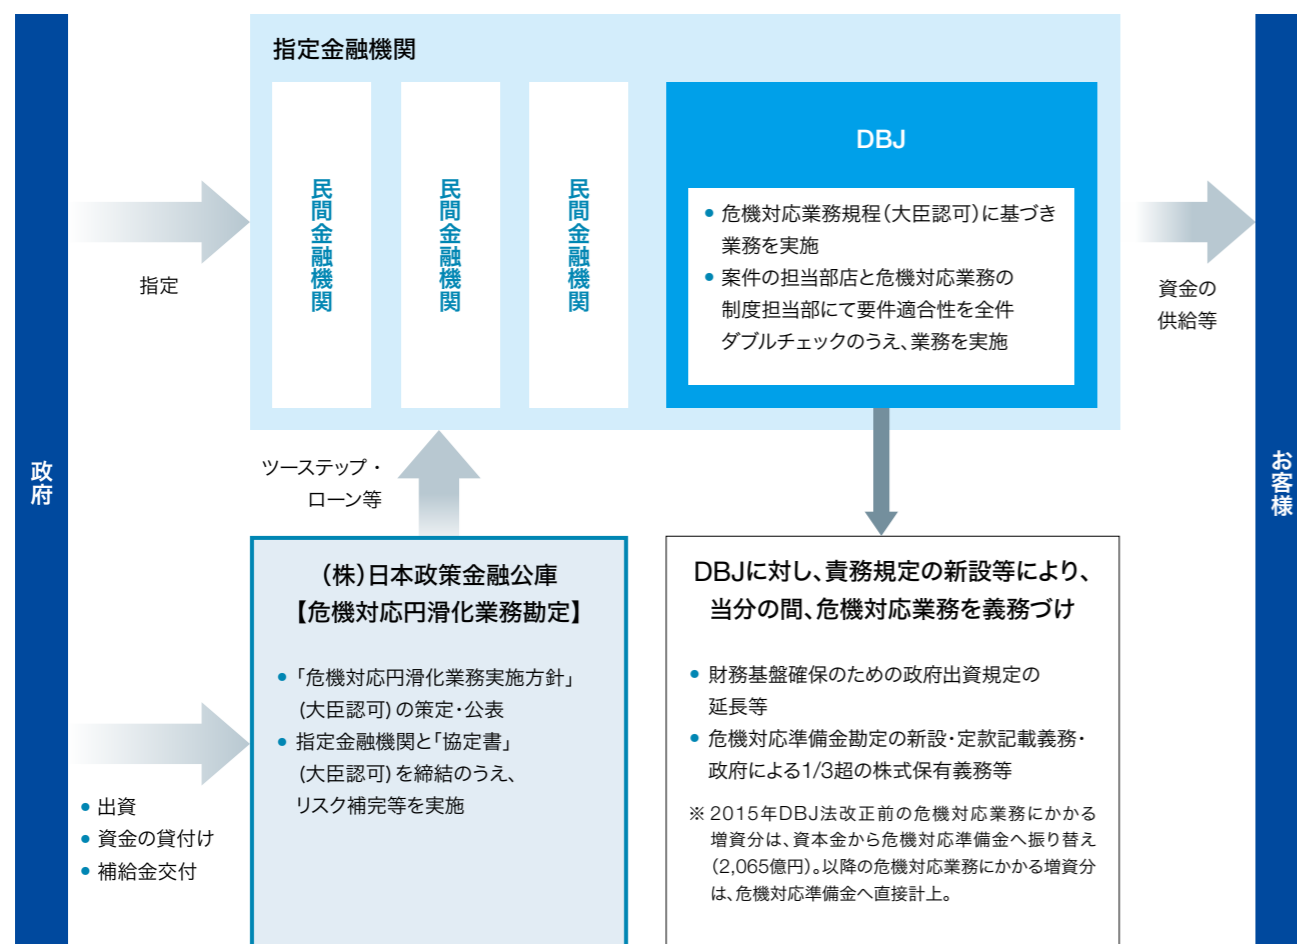 政府
指定金融機関
民間金融機関
民間金融機関
民間金融機関
DBJ
● 危機対応業務規程（大臣認可）に基づき
業務を実施
● 案件の担当部店と危機対応業務の
制度担当部にて要件適合性を全件
ダブルチェックのうえ、業務を実施
指定
資金の
供給等
お客様
ツーステップ・
ローン等
（株）日本政策金融公庫
【危機対応円滑化業務勘定】
● 「危機対応円滑化業務実施方針」
（大臣認可）の策定・公表
● 指定金融機関と「協定書」
（大臣認可）を締結のうえ、
リスク補完等を実施
● 出資
● 資金の貸付け
● 補給金交付
DBJに対し、責務規定の新設等により、
当分の間、危機対応業務を義務づけ
● 財務基盤確保のための政府出資規定の
延長等
● 危機対応準備金勘定の新設・定款記載義務・
政府による1/3超の株式保有義務等
※ 2015年DBJ法改正前の危機対応業務にかかる
増資分は、資本金から危機対応準備金へ振り替え
（2,065億円）。以降の危機対応業務にかかる増資分
は、危機対応準備金へ直接計上。